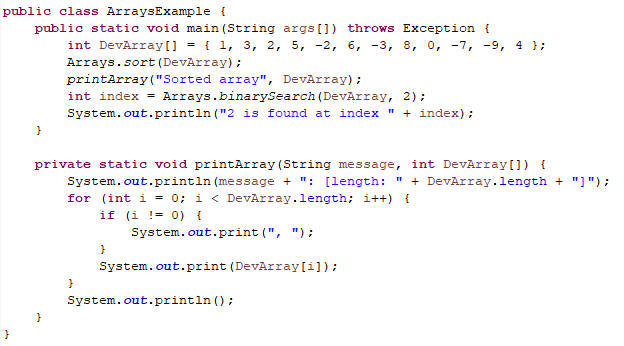 public class ArraysExample {
    public static void main(String args[]) throws Exception {
        int DevArray[] = { 1, 3, 2, 5, -2, 6, -3, 8, 0, -7, -9, 4 };
        Arrays.sort(DevArray);
        printArray("Sorted array", DevArray);
        int index = Arrays.binarySearch(DevArray, 2);
        System.out.println("2 is found at index " + index);
    }

    private static void printArray(String message, int DevArray[]) {
        System.out.println(message + ": [length: " + DevArray.length + "]");
        for (int i = 0; i < DevArray.length; i++) {
            if (i != 0) {
                System.out.print(", ");
            }
            System.out.print(DevArray[i]);
        }
        System.out.println();
    }
}